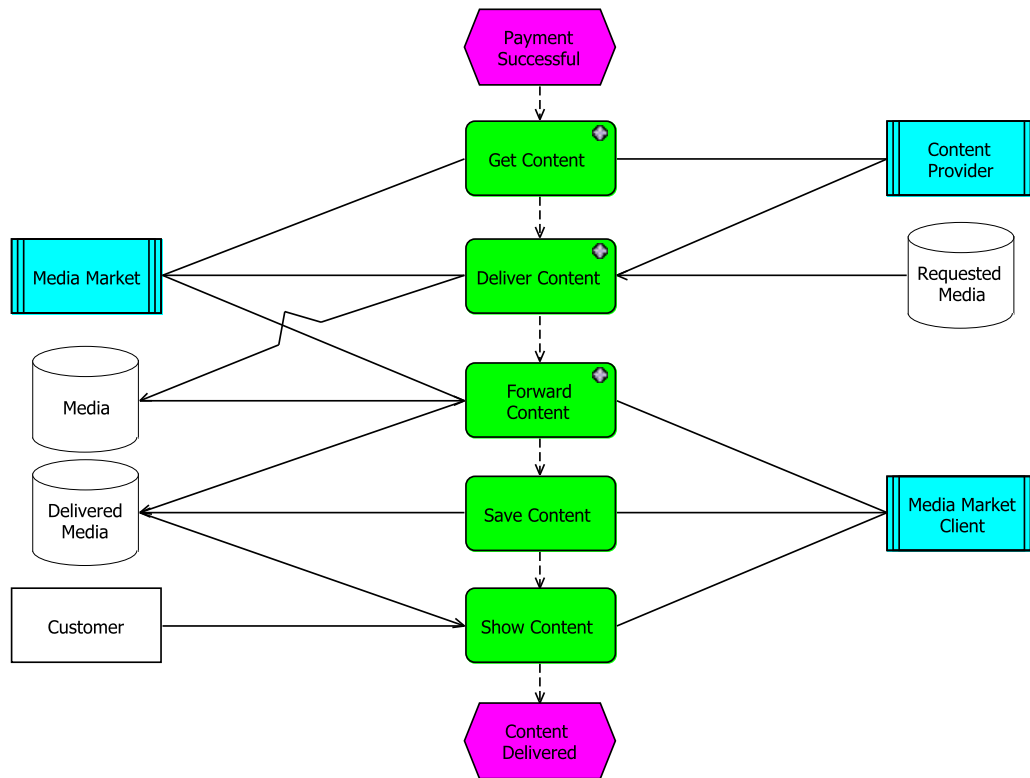 Payment
Successful
Get Content
Content
Provider
Media Market
Deliver Content
Requested
Media
Media
Forward
Content
Delivered
Media
Save Content
Media Market
Client
Customer
Show Content
Content
Delivered